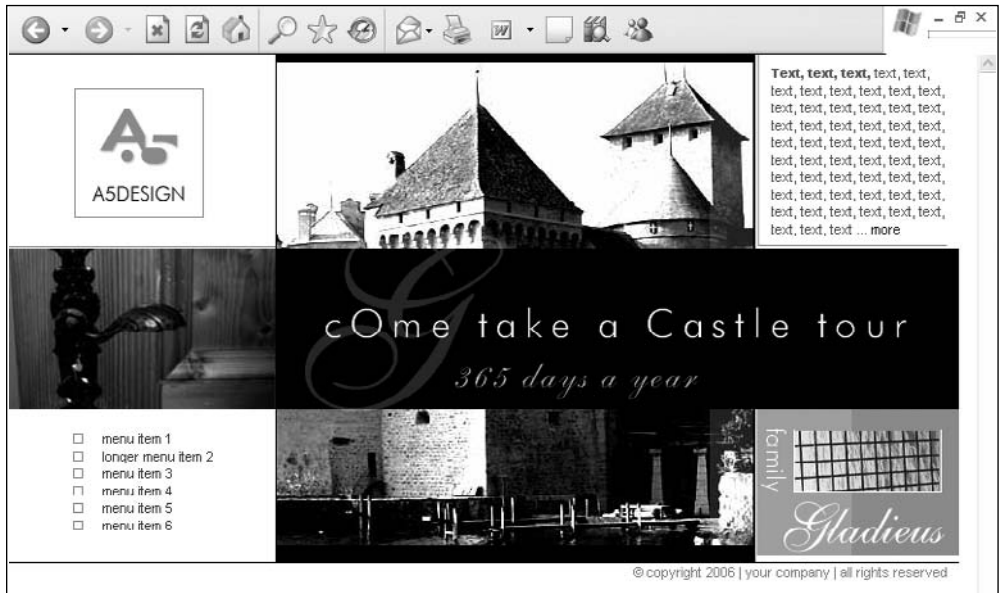 A5
A5DESIGN
Text, text, text, text, text,
text, text, text, text, text, text,
text, text, text, text, text, text,
text, text, text, text, text, text,
text, text, text, text, text, text,
text, text, text, text, text, text,
text, text, text, text, text, text,
text, text, text, text, text, text,
text, text, text, text, text, text,
text, text, text ... more
G
cOme take a Castle tour
365 days a year
menu item 1
longer menu item 2
menu item 3
menu item 4
menu item 5
menu item 6
family
Gladieus
© copyright 2006 | your company | all rights reserved